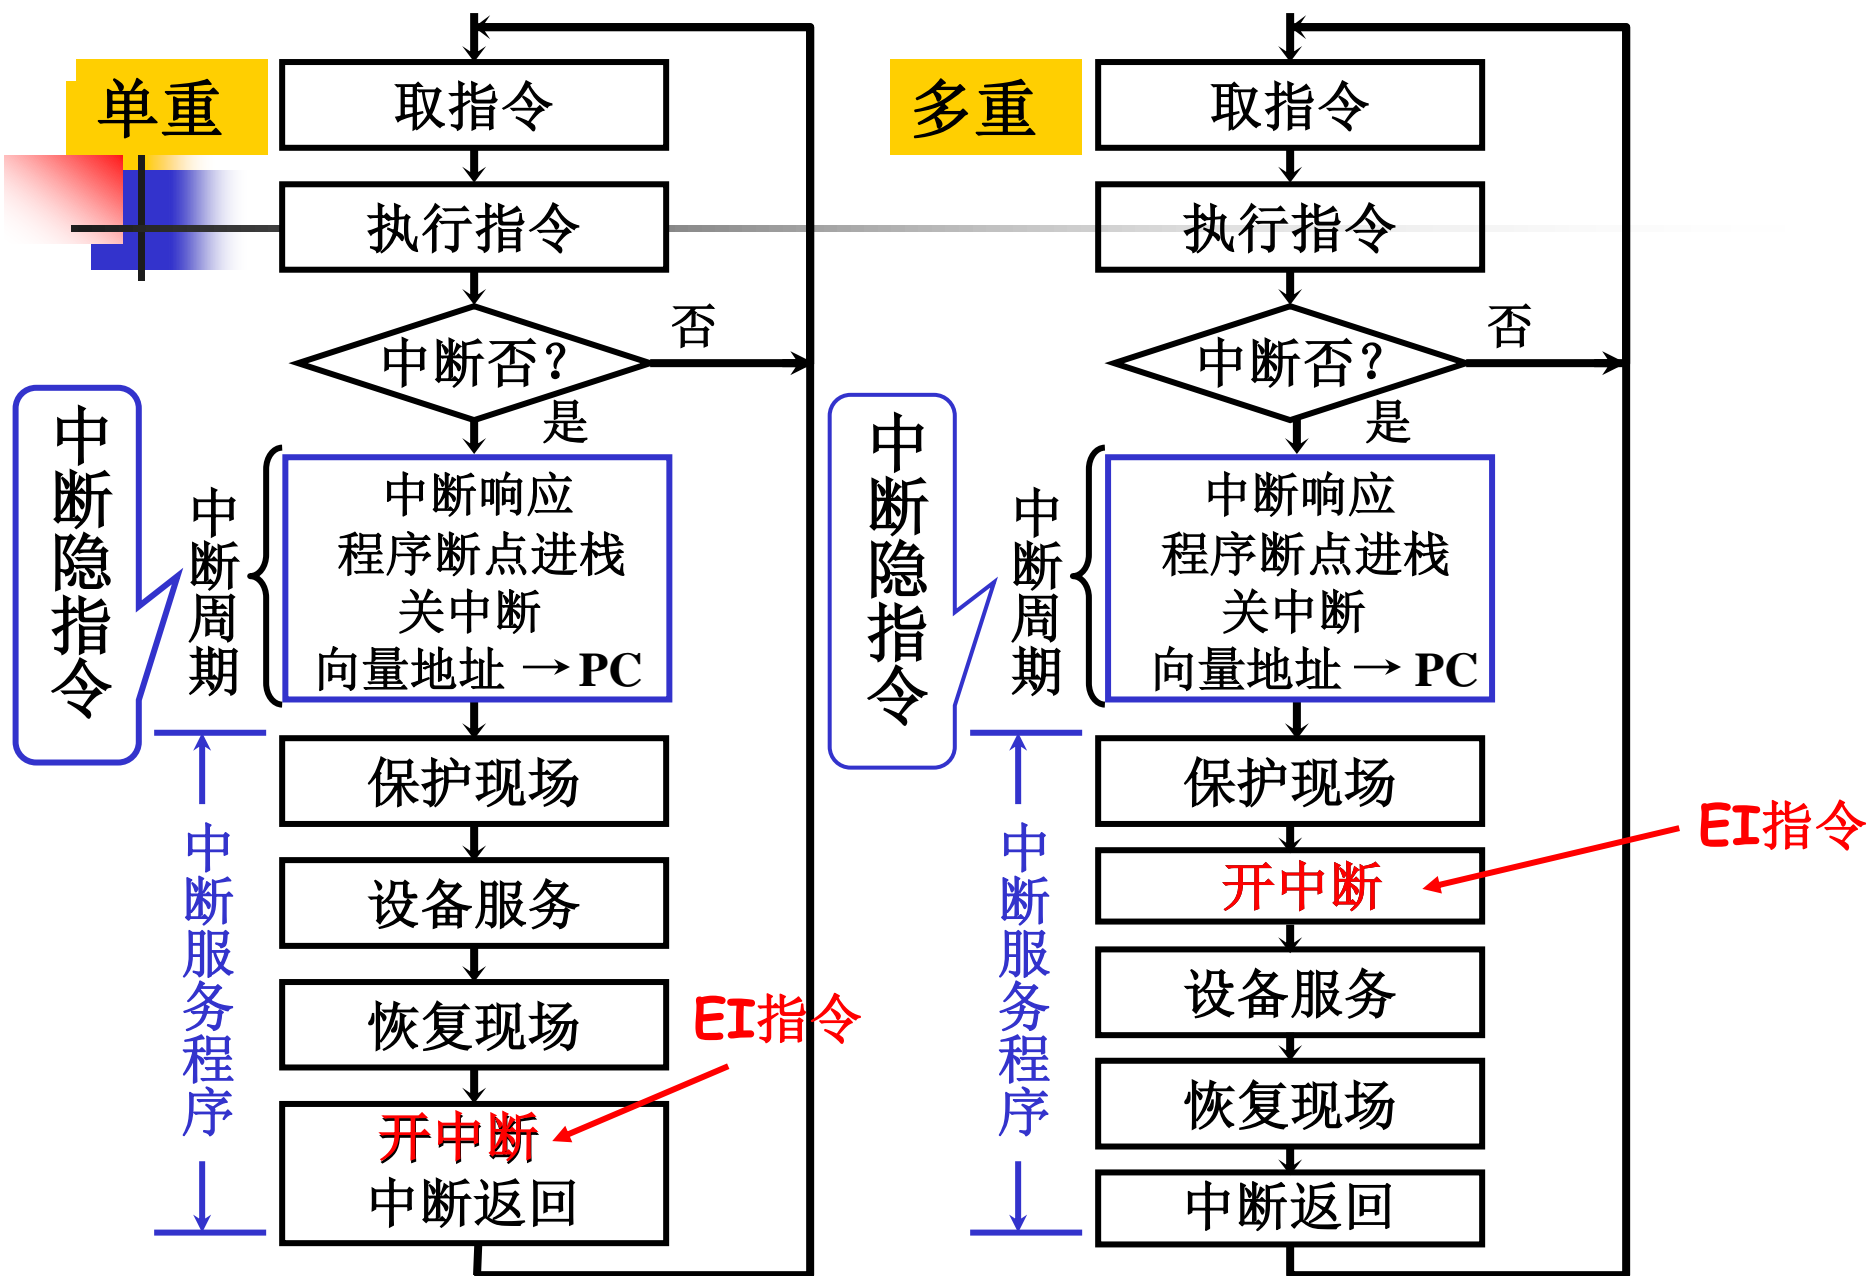 单重
取指令
执行指令
中断否？
否
是
中断隐指令
中断周期
中断响应
程序断点进栈
关中断
向量地址 → PC
中断服务程序
保护现场
设备服务
恢复现场
EI指令
开中断
中断返回
多重
取指令
执行指令
中断否？
否
是
中断隐指令
中断周期
中断响应
程序断点进栈
关中断
向量地址 → PC
中断服务程序
保护现场
EI指令
开中断
设备服务
恢复现场
中断返回